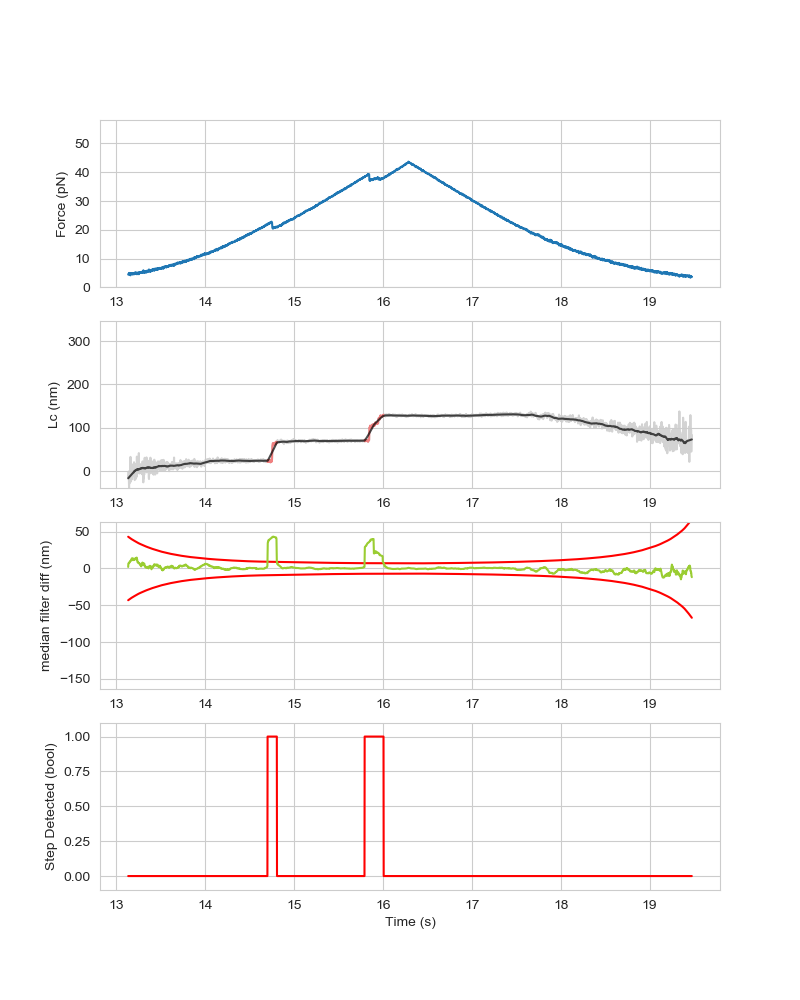 Force (pN)
50
40
30
20
10
0
13 14 15 16 17 18 19
Lc (nm)
300
200
100
0
13 14 15 16 17 18 19
median filter diff (nm)
50
0
−50
−100
−150
13 14 15 16 17 18 19
Step Detected (bool)
1.00
0.75
0.50
0.25
0.00
13 14 15 16 17 18 19
Time (s)